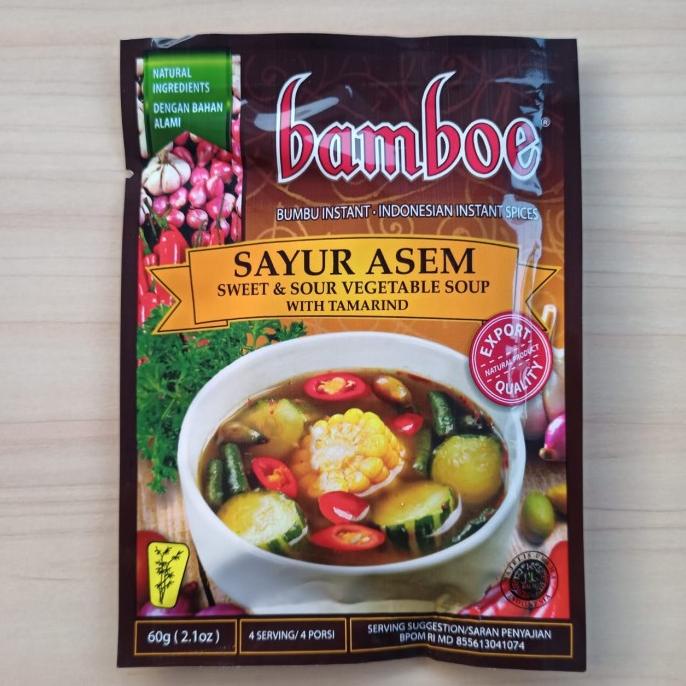 NATURAL
INGREDIENTS
DENGAN BAHAN
ALAMI
bamboe®
BUMBU INSTANT · INDONESIAN INSTANT SPICES
SAYUR ASEM
SWEET & SOUR VEGETABLE SOUP
WITH TAMARIND
EXPORT
NATURAL PRODUCT
QUALITY
60g ( 2.1oz )
4 SERVING/ 4 PORSI
SERVING SUGGESTION/SARAN PENYAJIAN
BPOM RI MD 855613041074